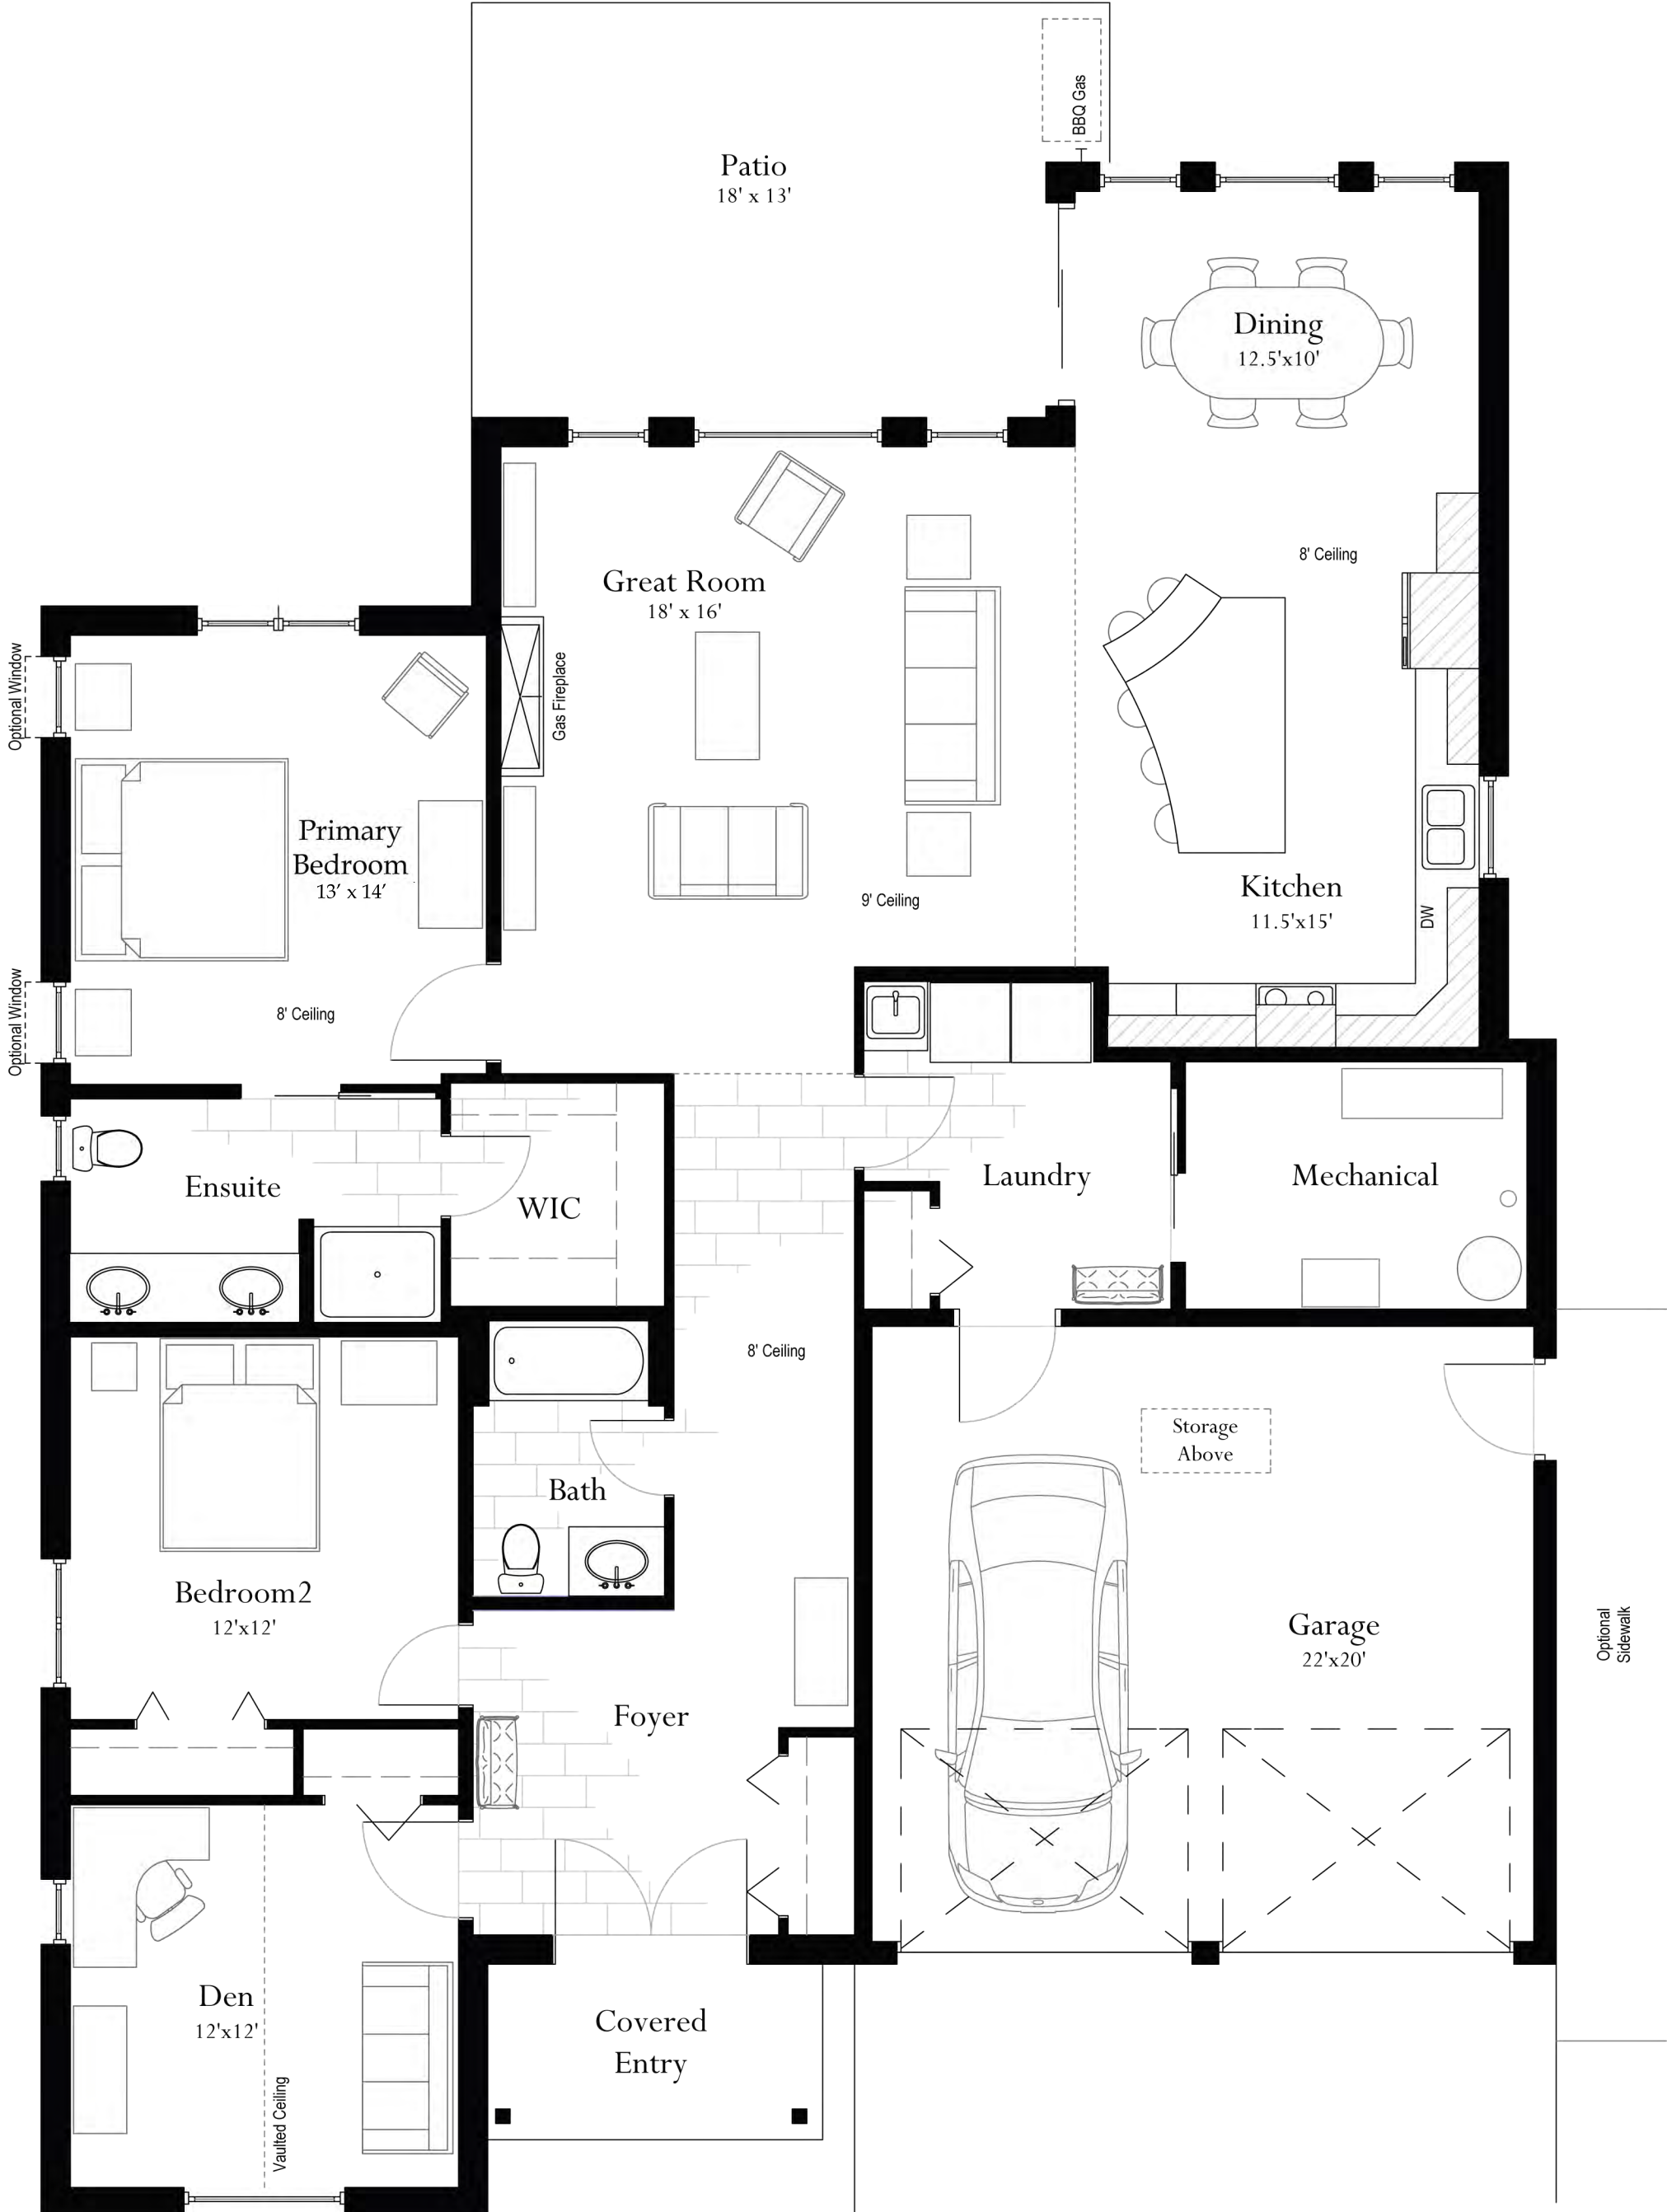 BBQ Gas
Patio
18' x 13'
Dining
12.5'x10'
8' Ceiling
Great Room
18' x 16'
Gas Fireplace
Optional Window
Primary
Bedroom
13' x 14'
Kitchen
11.5'x15'
9' Ceiling
DW
Optional Window
8' Ceiling
Ensuite
WIC
Laundry
Mechanical
8' Ceiling
Storage
Above
Bath
Bedroom2
12'x12'
Garage
22'x20'
Optional
Sidewalk
Foyer
Den
12'x12'
Covered
Entry
Vaulted Ceiling